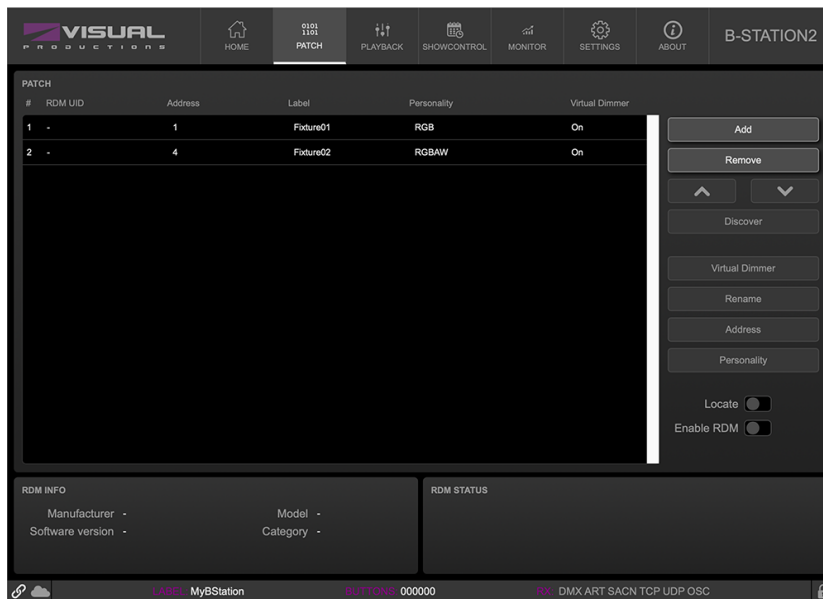 VISUAL
PRODUCTIONS
HOME
0101
1101
PATCH
PLAYBACK
SHOWCONTROL
MONITOR
SETTINGS
ABOUT
B-STATION2
PATCH
# RDM UID Address Label Personality Virtual Dimmer
1 - 1 Fixture01 RGB On
2 - 4 Fixture02 RGBAW On
Add
Remove
Discover
Virtual Dimmer
Rename
Address
Personality
Locate
Enable RDM
RDM INFO
Manufacturer -
Model -
Software version -
Category -
RDM STATUS
LABEL: MyBStation
000000
DMX ART SACN TCP UDP OSC